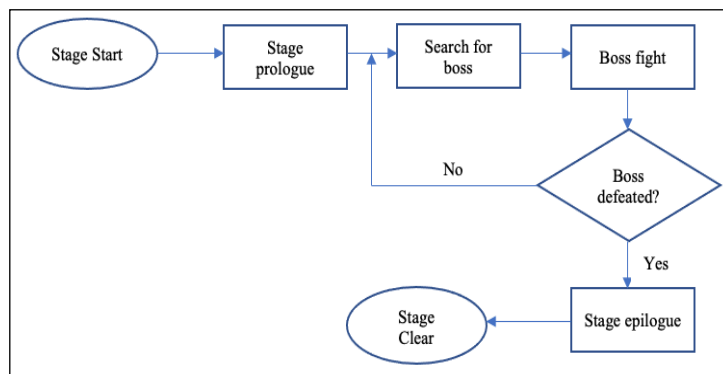 Stage Start
Stage
prologue
Search for
boss
Boss fight
Boss
defeated?
No
Yes
Stage epilogue
Stage
Clear